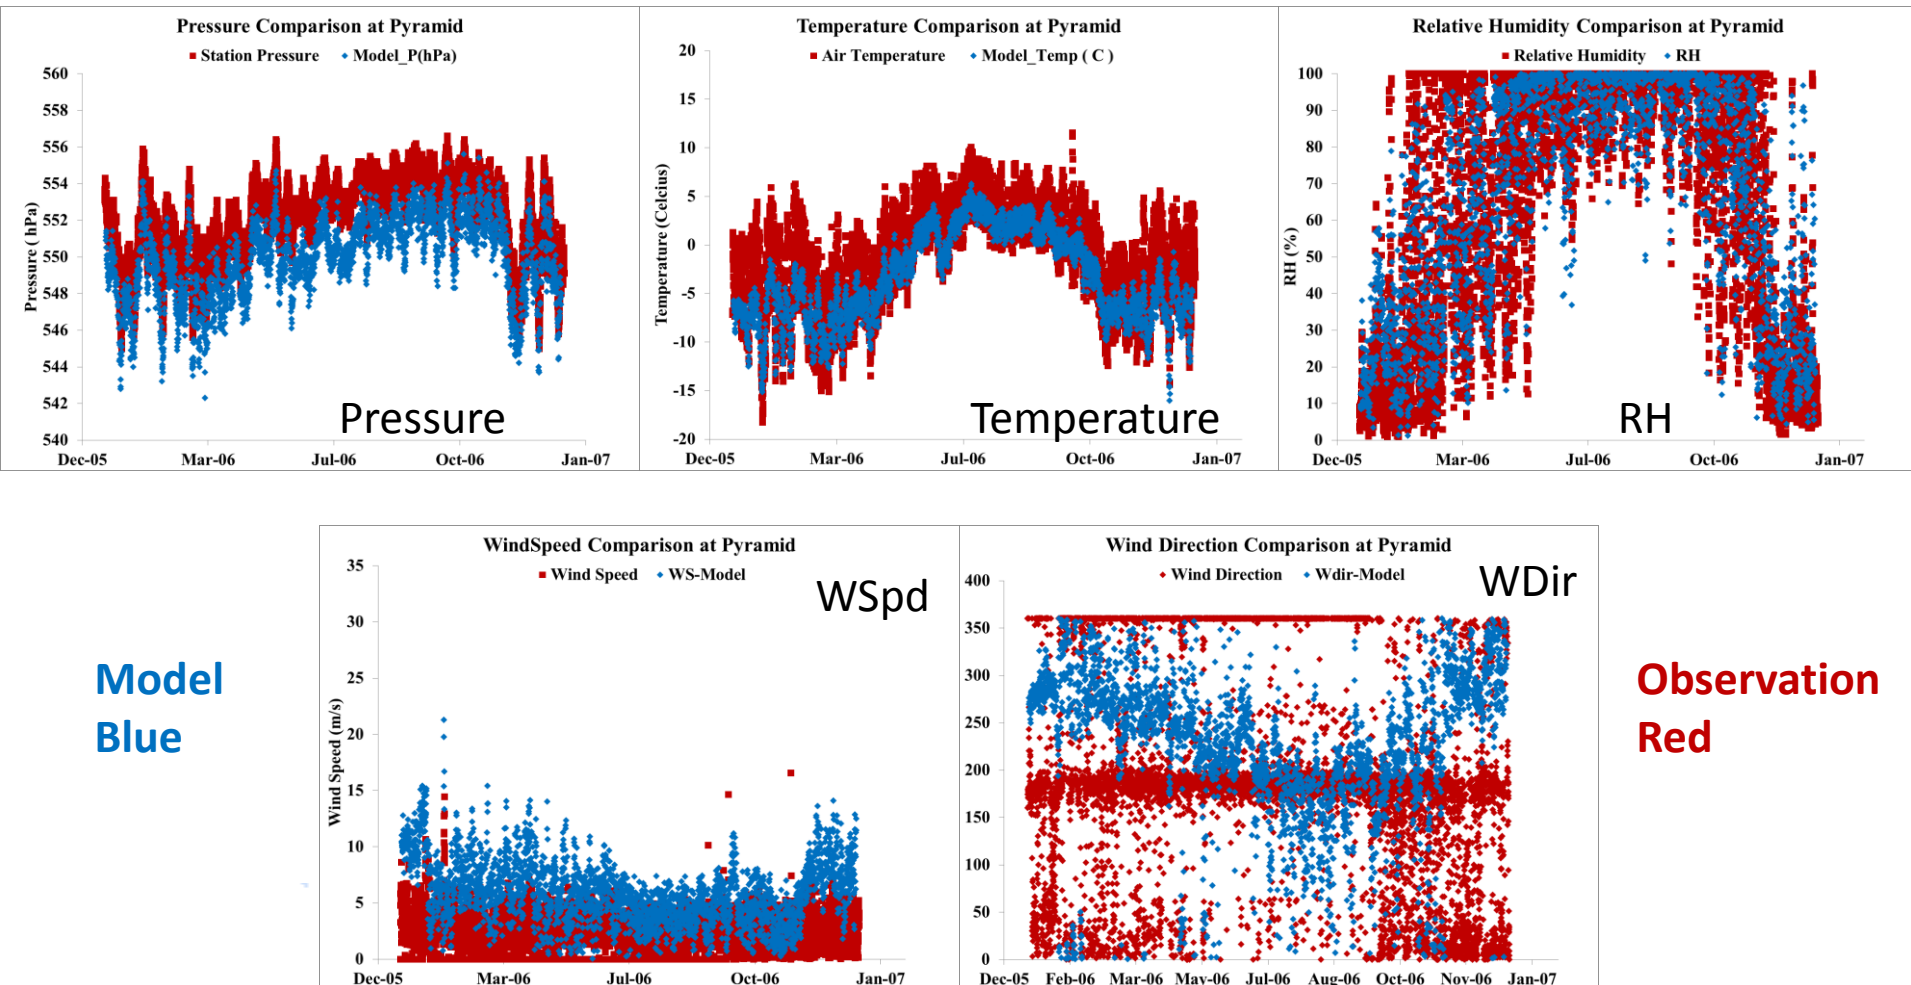 Pressure Comparison at Pyramid
Station Pressure Model_P(hPa)
Pressure ( hPa)
560
558
556
554
552
550
548
546
544
542
540
Dec-05 Mar-06 Jul-06 Oct-06 Jan-07
Pressure
Temperature Comparison at Pyramid
Air Temperature Model_Temp ( C )
Temperature (Celcius)
20
15
10
5
0
-5
-10
-15
-20
Dec-05 Mar-06 Jul-06 Oct-06 Jan-07
Temperature
Relative Humidity Comparison at Pyramid
Relative Humidity RH
RH (%)
100
90
80
70
60
50
40
30
20
10
0
Dec-05 Mar-06 Jul-06 Oct-06 Jan-07
RH
Model
Blue
WindSpeed Comparison at Pyramid
Wind Speed WS-Model
WSpd
Wind Speed (m/s)
35
30
25
20
15
10
5
0
Dec-05 Mar-06 Jul-06 Oct-06 Jan-07
Wind Direction Comparison at Pyramid
Wind Direction Wdir-Model
WDir
400
350
300
250
200
150
100
50
0
Dec-05 Feb-06 Mar-06 May-06 Jul-06 Aug-06 Oct-06 Nov-06 Jan-07
Observation
Red